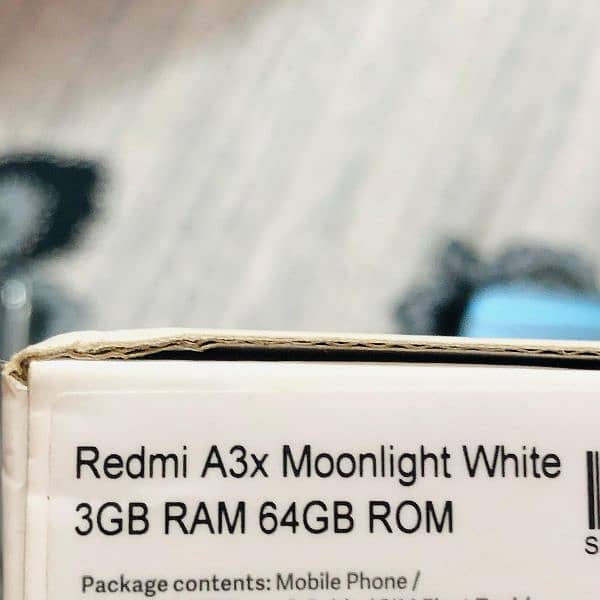 Redmi A3x Moonlight White
3GB RAM 64GB ROM
S
Package contents: Mobile Phone /